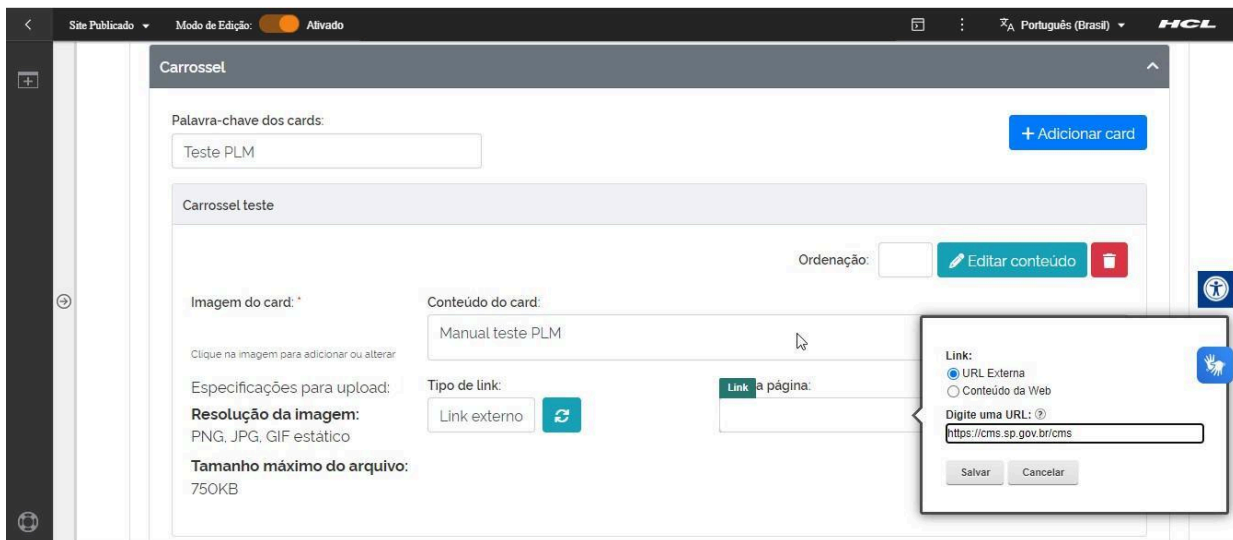 Site Publicado
Modo de Edição: Ativado
Português (Brasil)
HCL
Carrossel
Palavra-chave dos cards:
+ Adicionar card
Teste PLM
Carrossel teste
Ordenação:
Editar conteúdo
Imagem do card: *
Conteúdo do card:
Manual teste PLM
Clique na imagem para adicionar ou alterar
Especificações para upload:
Resolução da imagem:
PNG, JPG, GIF estático
Tamanho máximo do arquivo:
750KB
Tipo de link:
Link externo
Link a página:
Link:
URL Externa
Conteúdo da Web
Digite uma URL: ?
https://cms.sp.gov.br/cms
Salvar Cancelar